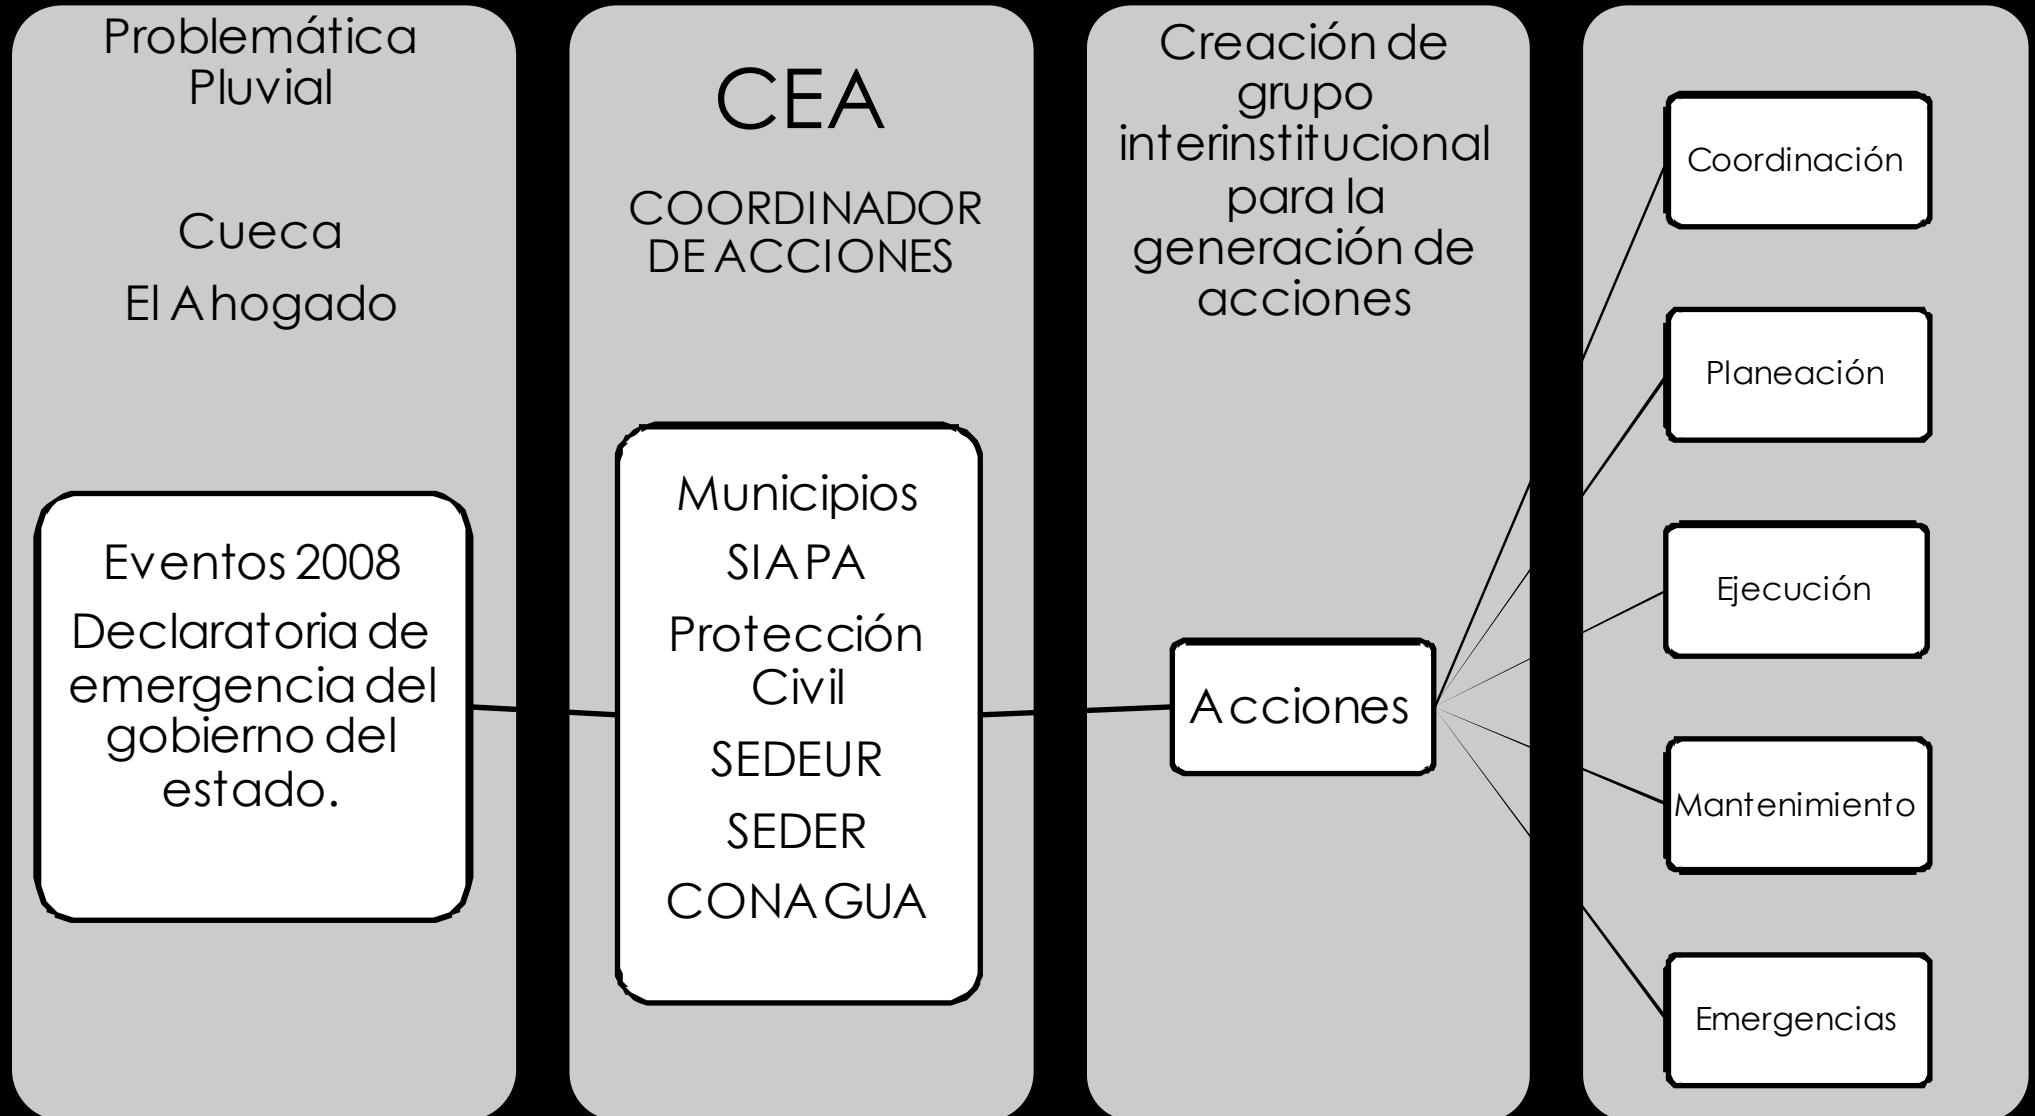 Problemática
Pluvial
Cueca
El Ahogado
Eventos 2008
Declaratoria de
emergencia del
gobierno del
estado.
CEA
COORDINADOR
DE ACCIONES
Municipios
SIAPA
Protección
Civil
SEDEUR
SEDER
CONAGUA
Creación de
grupo
interinstitucional
para la
generación de
acciones
Acciones
Coordinación
Planeación
Ejecución
Mantenimiento
Emergencias